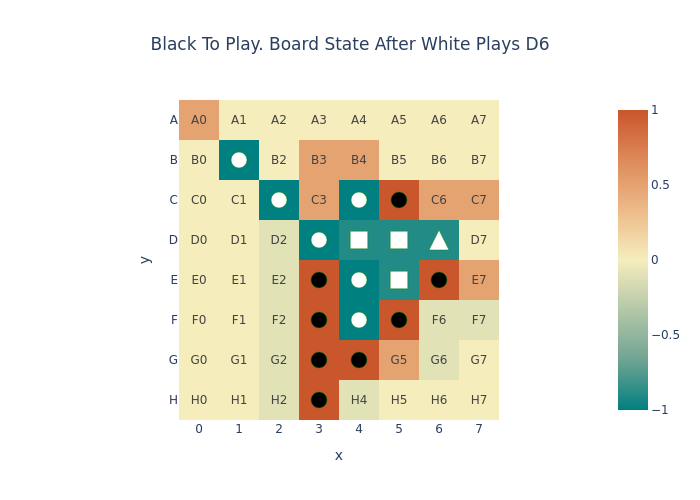 Black To Play. Board State After White Plays D6
A A0 A1 A2 A3 A4 A5 A6 A7
B B0 B2 B3 B4 B5 B6 B7
C C0 C1 C3 C6 C7
D D0 D1 D2 D7
E E0 E1 E2 E7
F F0 F1 F2 F6 F7
G G0 G1 G2 G5 G6 G7
H H0 H1 H2 H4 H5 H6 H7
0 1 2 3 4 5 6 7
x
y
1
0.5
0
−0.5
−1